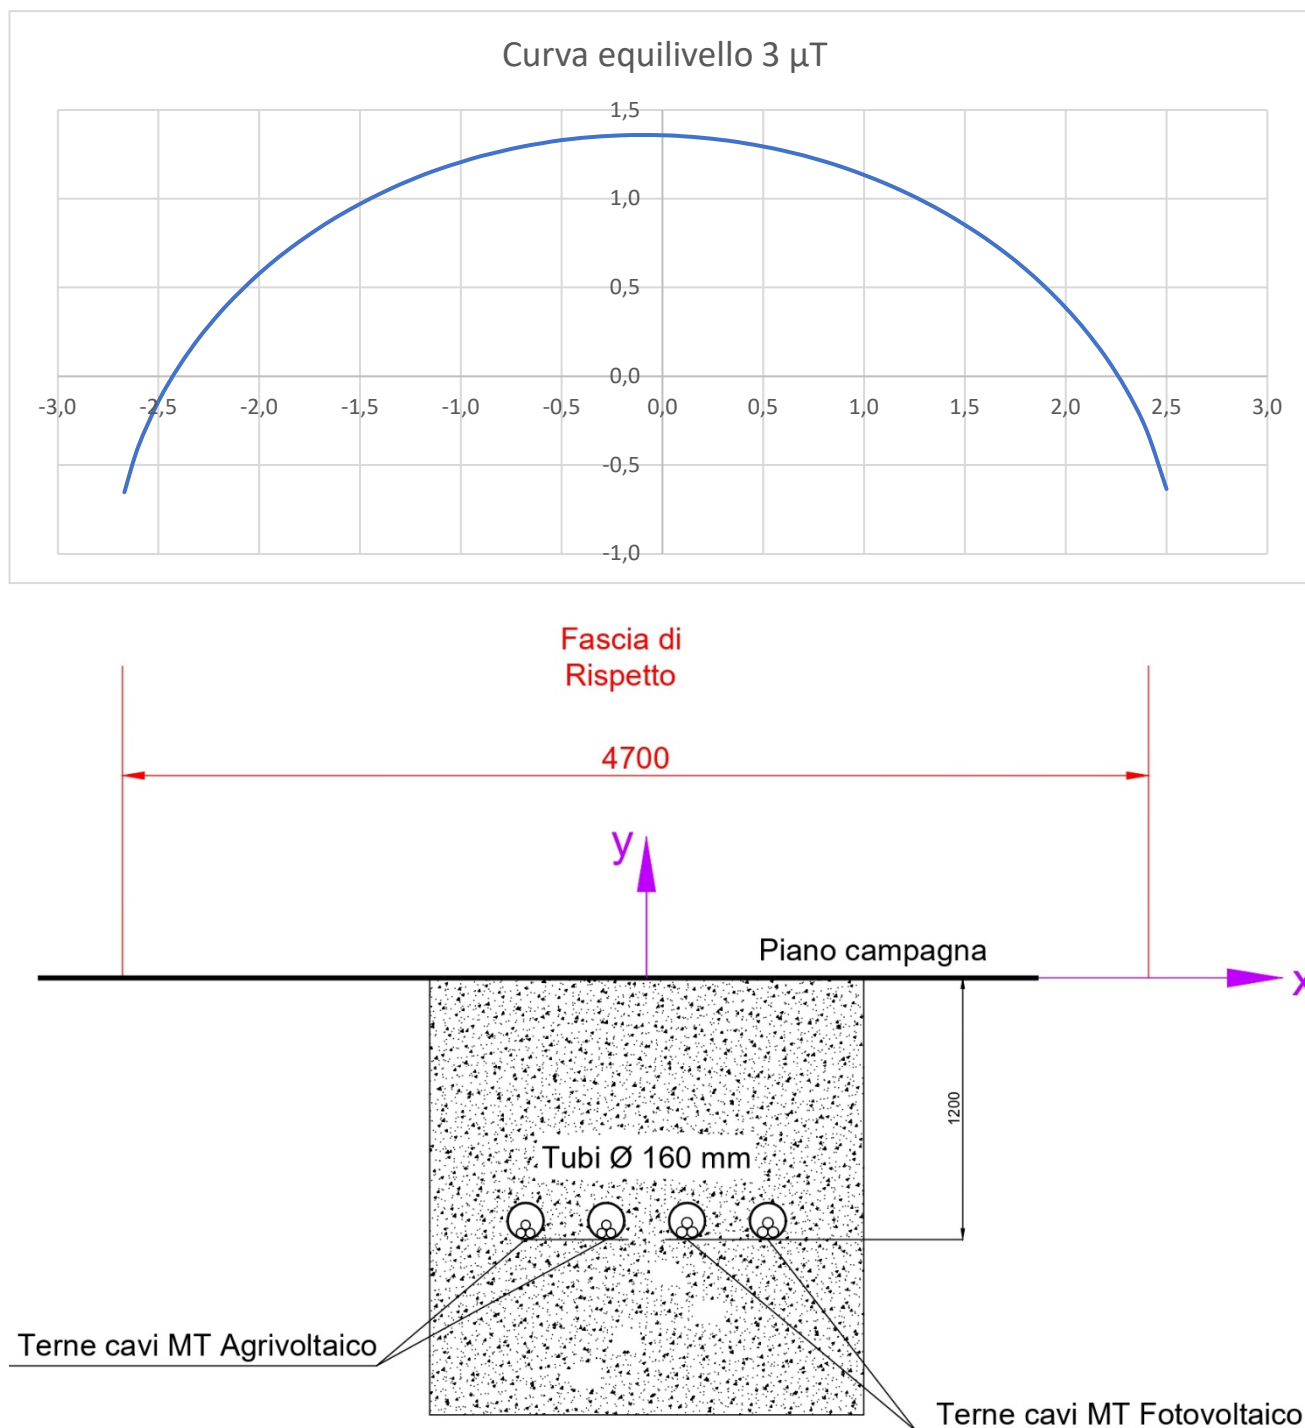 Curva equilivello 3 µT
1,5
1,0
0,5
0,0
-3,0 -2,5 -2,0 -1,5 -1,0 -0,5 0,0 0,5 1,0 1,5 2,0 2,5 3,0
-0,5
-1,0
Fascia di
Rispetto
4700
y
Piano campagna
x
1200
Tubi Ø 160 mm
Terne cavi MT Agrivoltaico
Terne cavi MT Fotovoltaico